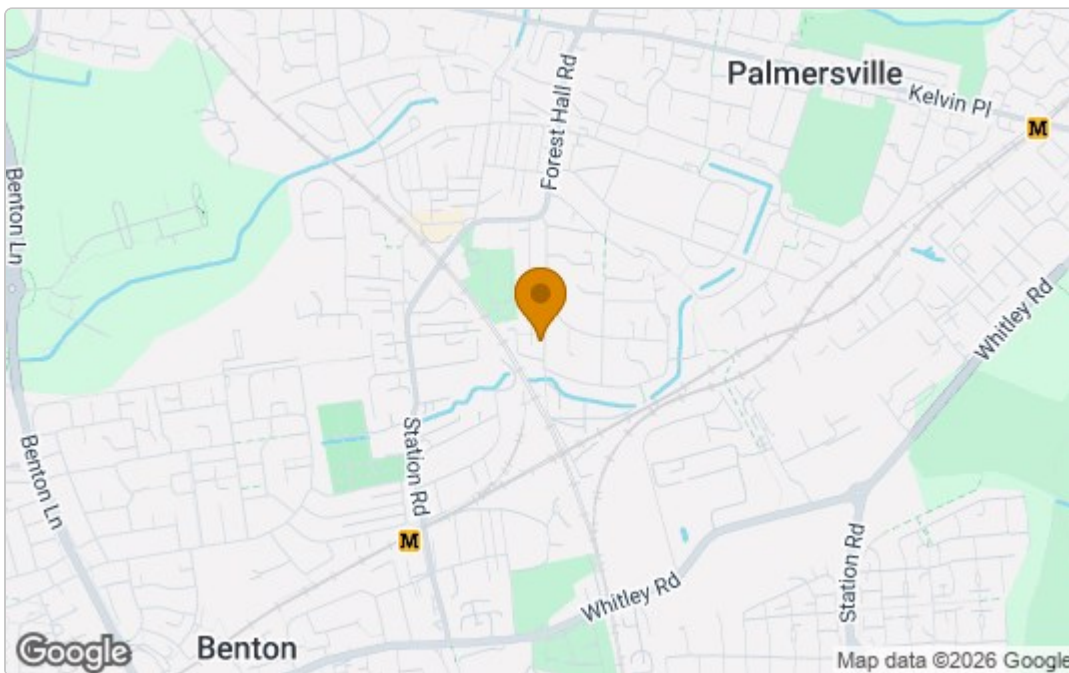 Palmersville
Kelvin Pl
M
Forest Hall Rd
Benton Ln
Whitley Rd
Station Rd
Benton Ln
M
Station Rd
Whitley Rd
Benton
Google
Map data ©2026 Google